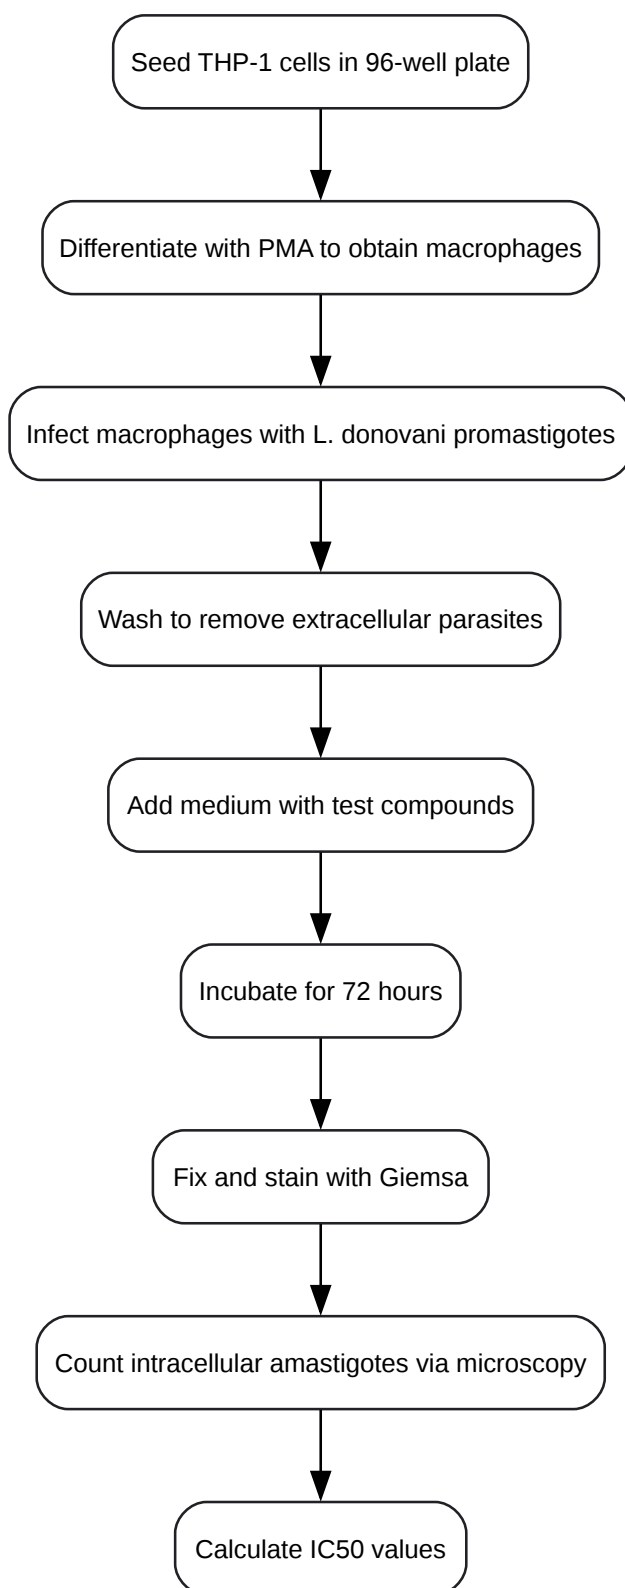 Seed THP-1 cells in 96-well plate
Differentiate with PMA to obtain macrophages
Infect macrophages with L. donovani promastigotes
Wash to remove extracellular parasites
Add medium with test compounds
Incubate for 72 hours
Fix and stain with Giemsa
Count intracellular amastigotes via microscopy
Calculate IC50 values